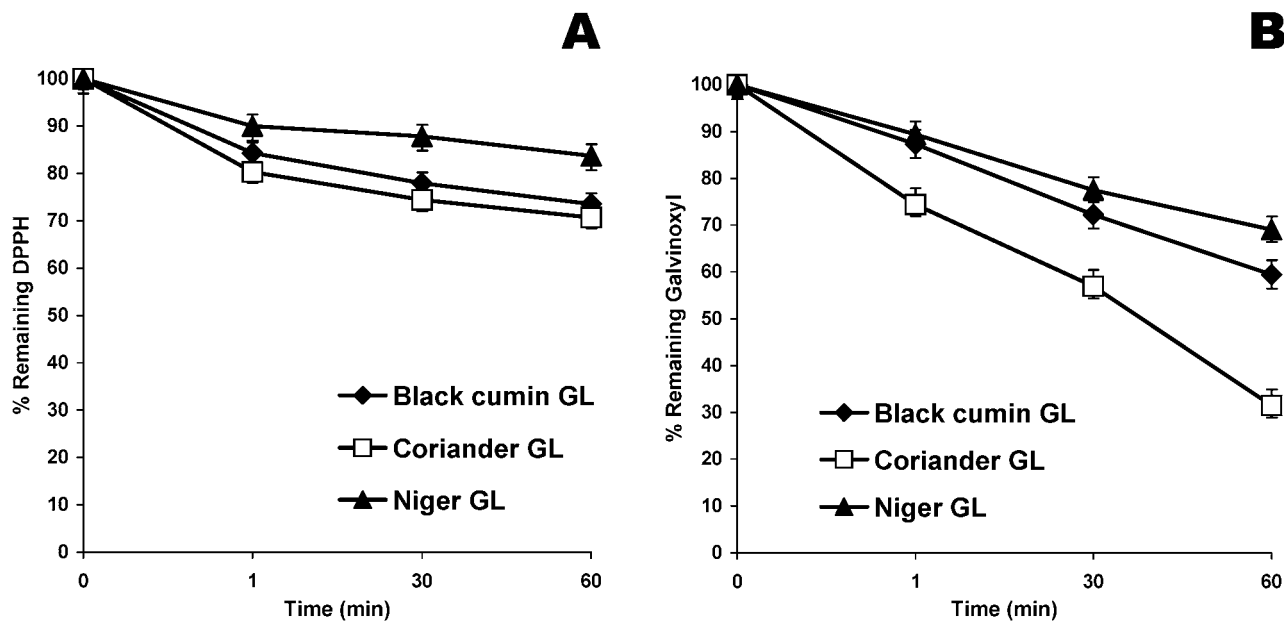 A
% Remaining DPPH
100
90
80
70
60
50
40
30
20
10
0
Black cumin GL
Coriander GL
Niger GL
0 1 30 60
Time (min)
B
% Remaining Galvinoxyl
100
90
80
70
60
50
40
30
20
10
0
Black cumin GL
Coriander GL
Niger GL
0 1 30 60
Time (min)